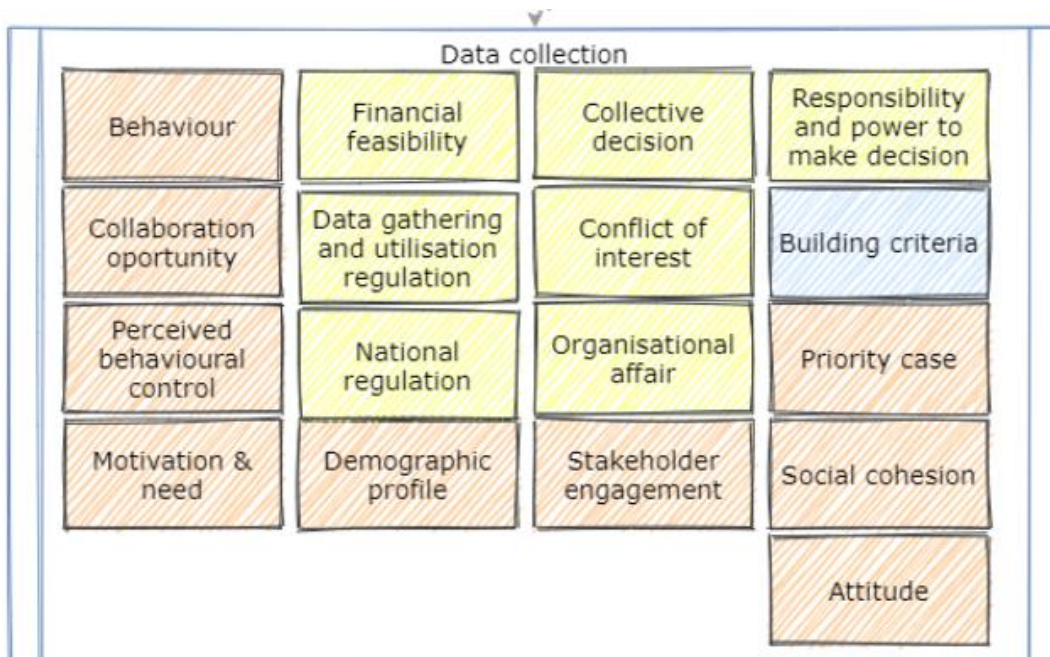 Data collection
Behaviour
Financial
feasibility
Collective
decision
Responsibility
and power to
make decision
Collaboration
oportunity
Data gathering
and utilisation
regulation
Conflict of
interest
Building criteria
Perceived
behavioural
control
National
regulation
Organisational
affair
Priority case
Motivation &
need
Demographic
profile
Stakeholder
engagement
Social cohesion
Attitude